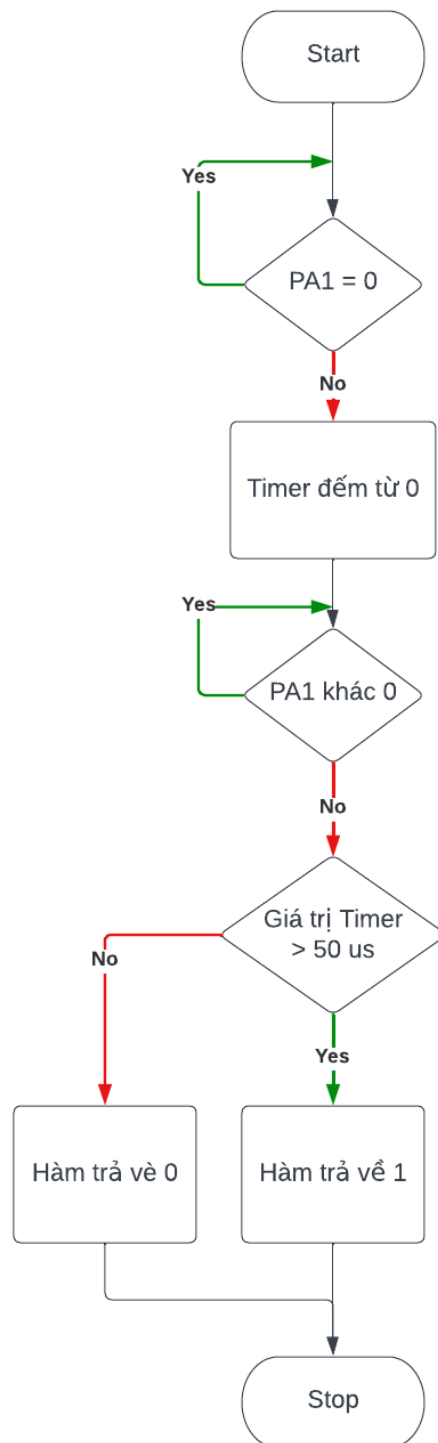 Start
Yes
PA1 = 0
No
Timer đếm từ 0
Yes
PA1 khác 0
No
Giá trị Timer
> 50 us
No
Yes
Hàm trả vè 0
Hàm trả về 1
Stop